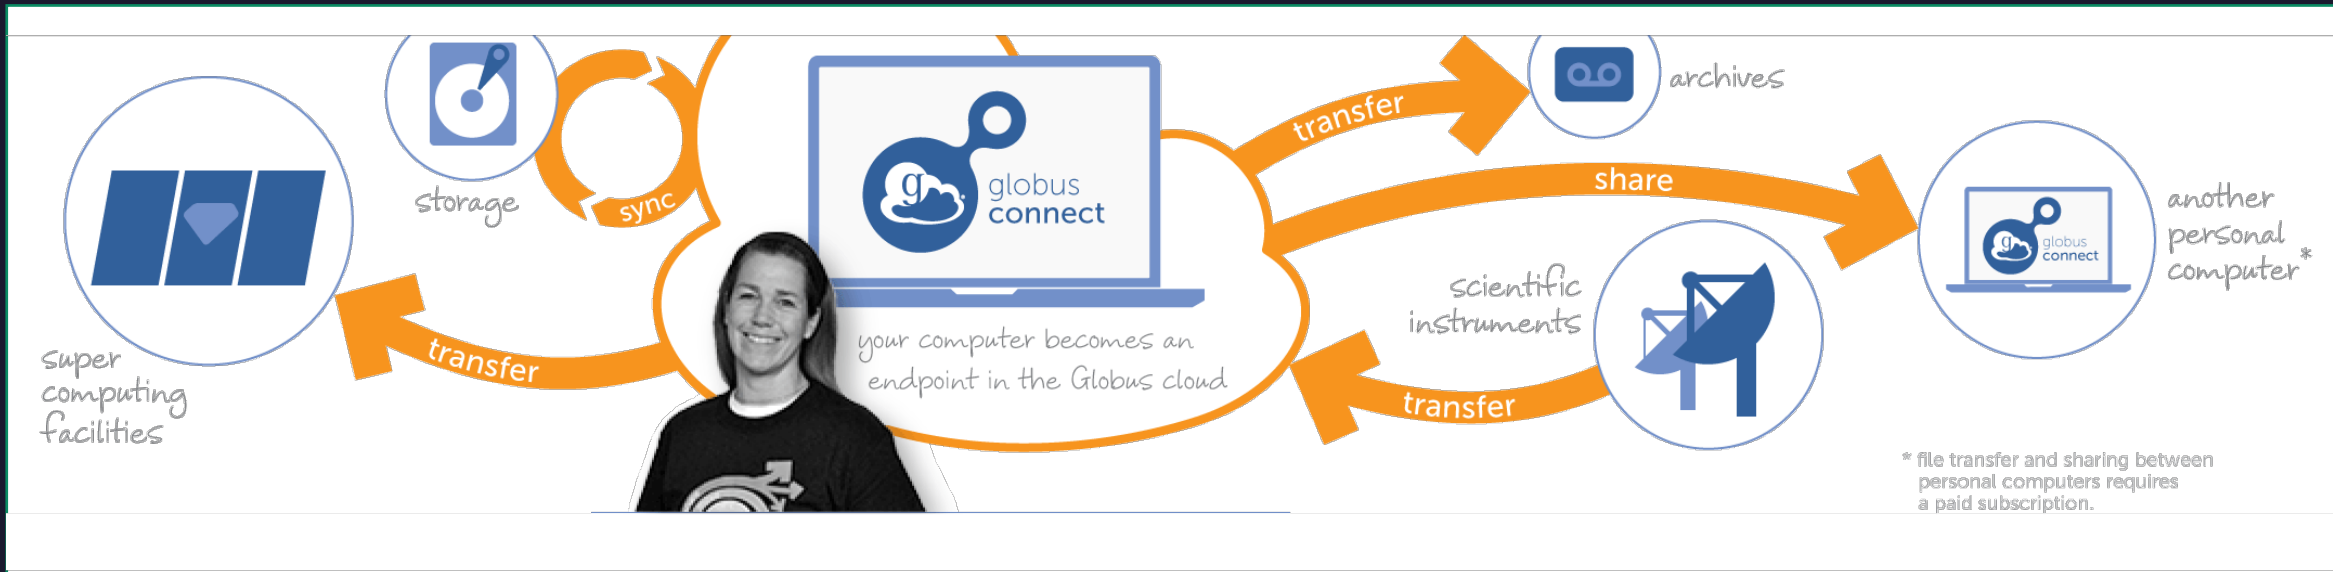 archives
transfer
share
storage
sync
g
globus
connect
another
personal
computer*
g
globus
connect
scientific
instruments
your computer becomes an
endpoint in the Globus cloud
transfer
super
computing
facilities
transfer
* file transfer and sharing between
personal computers requires
a paid subscription.